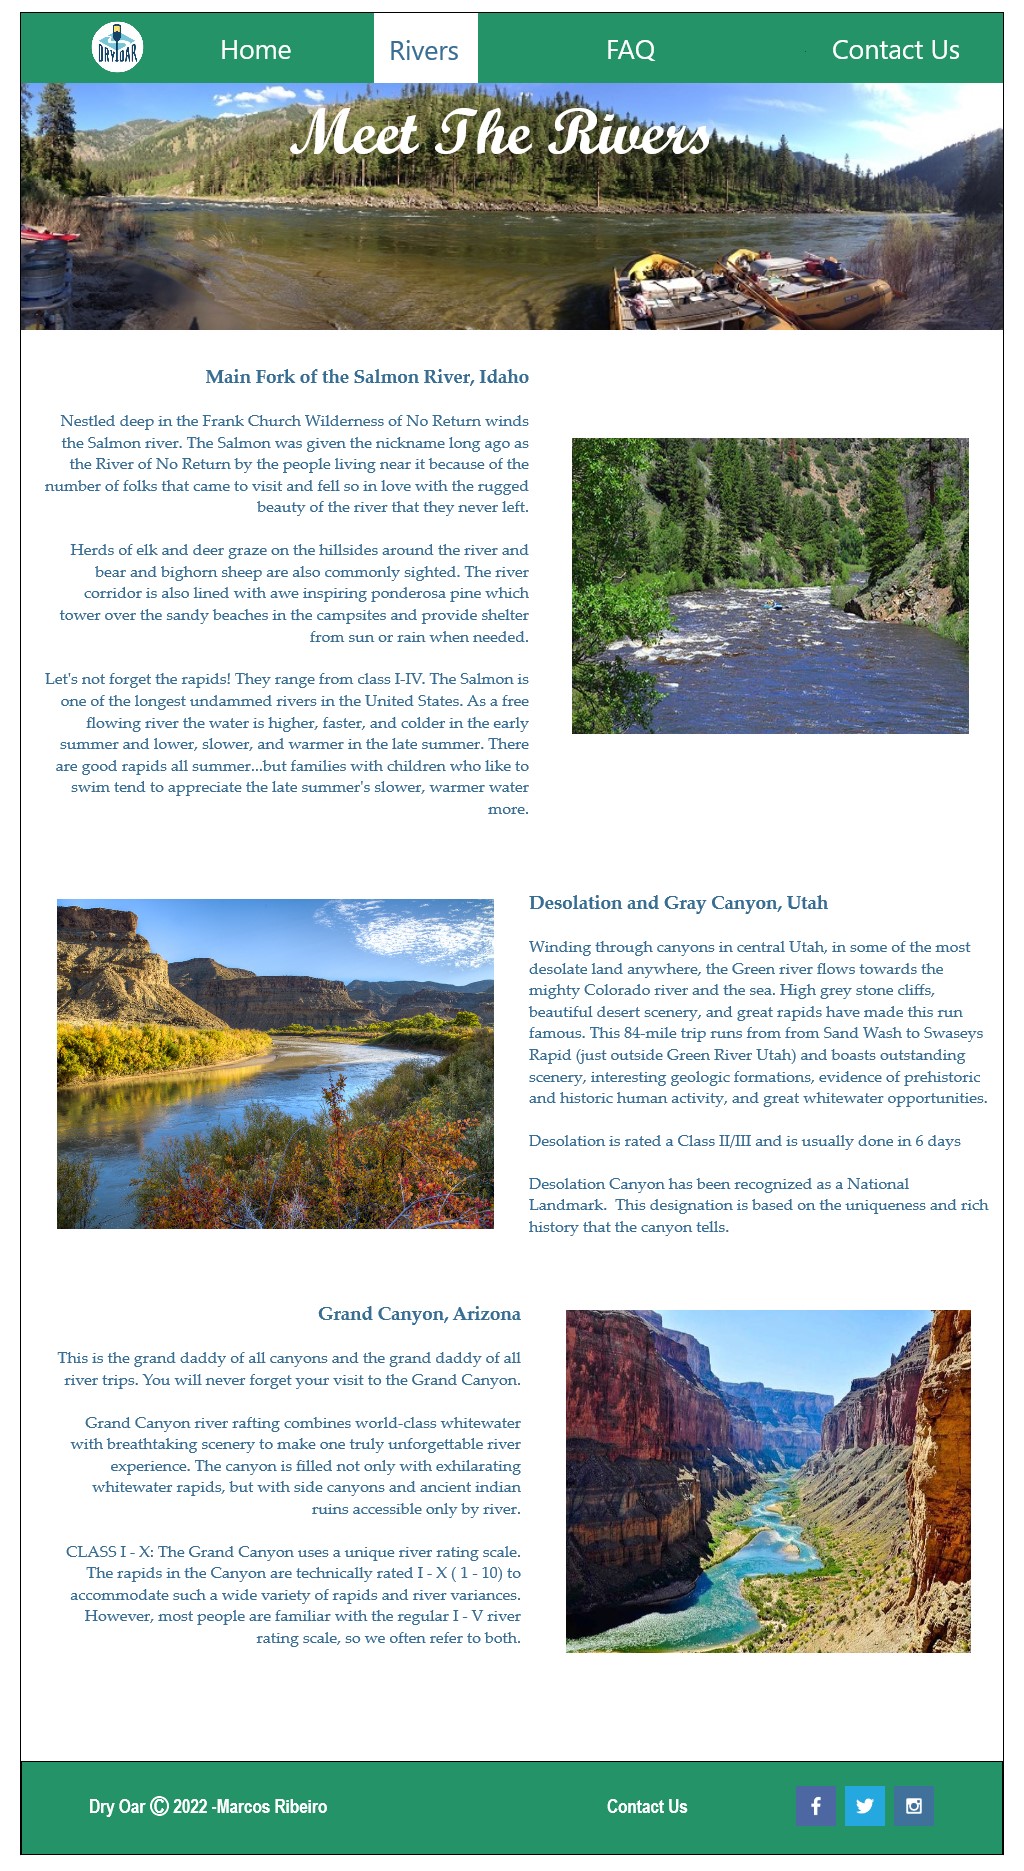 DRY OAR
Home
Rivers
FAQ
Contact Us
Meet The Rivers
Main Fork of the Salmon River, Idaho
Nestled deep in the Frank Church Wilderness of No Return winds
the Salmon river. The Salmon was given the nickname long ago as
the River of No Return by the people living near it because of the
number of folks that came to visit and fell so in love with the rugged
beauty of the river that they never left.
Herds of elk and deer graze on the hillsides around the river and
bear and bighorn sheep are also commonly sighted. The river
corridor is also lined with awe inspiring ponderosa pine which
tower over the sandy beaches in the campsites and provide shelter
from sun or rain when needed.
Let's not forget the rapids! They range from class I-IV. The Salmon is
one of the longest undammed rivers in the United States. As a free
flowing river the water is higher, faster, and colder in the early
summer and lower, slower, and warmer in the late summer. There
are good rapids all summer...but families with children who like to
swim tend to appreciate the late summer's slower, warmer water
more.
Desolation and Gray Canyon, Utah
Winding through canyons in central Utah, in some of the most
desolate land anywhere, the Green river flows towards the
mighty Colorado river and the sea. High grey stone cliffs,
beautiful desert scenery, and great rapids have made this run
famous. This 84-mile trip runs from from Sand Wash to Swaseys
Rapid (just outside Green River Utah) and boasts outstanding
scenery, interesting geologic formations, evidence of prehistoric
and historic human activity, and great whitewater opportunities.
Desolation is rated a Class II/III and is usually done in 6 days
Desolation Canyon has been recognized as a National
Landmark.  This designation is based on the uniqueness and rich
history that the canyon tells.
Grand Canyon, Arizona
This is the grand daddy of all canyons and the grand daddy of all
river trips. You will never forget your visit to the Grand Canyon.
Grand Canyon river rafting combines world-class whitewater
with breathtaking scenery to make one truly unforgettable river
experience. The canyon is filled not only with exhilarating
whitewater rapids, but with side canyons and ancient indian
ruins accessible only by river.
CLASS I - X: The Grand Canyon uses a unique river rating scale.
The rapids in the Canyon are technically rated I - X ( 1 - 10) to
accommodate such a wide variety of rapids and river variances.
However, most people are familiar with the regular I - V river
rating scale, so we often refer to both.
Dry Oar © 2022 -Marcos Ribeiro
Contact Us